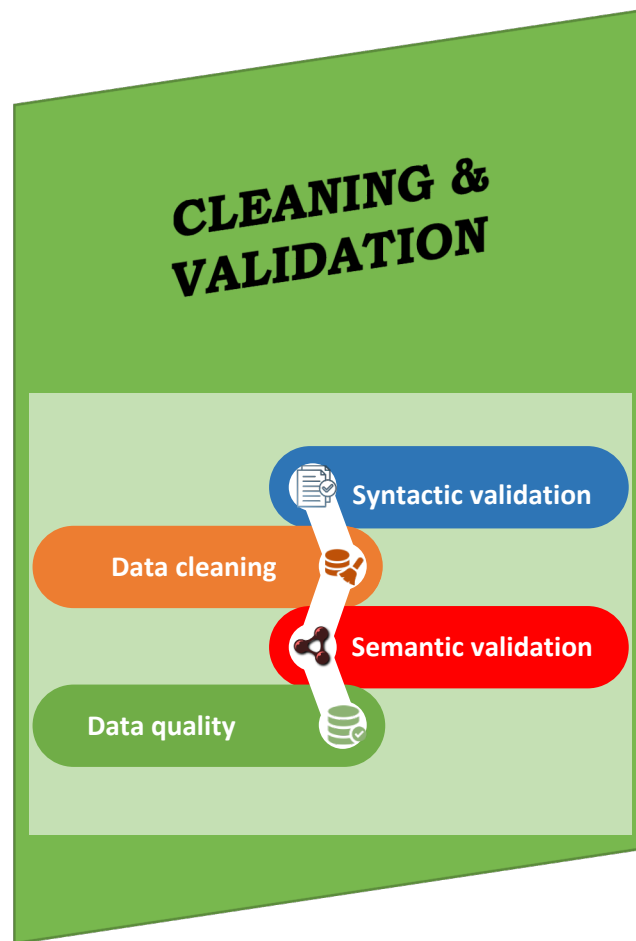 CLEANING &
VALIDATION
Syntactic validation
Data cleaning
Semantic validation
Data quality